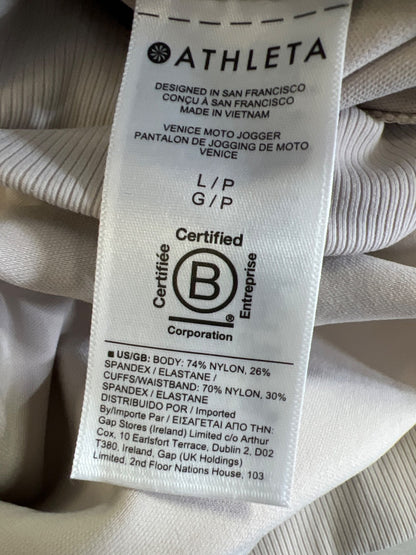 ATHLETA
DESIGNED IN SAN FRANCISCO
CONÇU À SAN FRANCISCO
MADE IN VIETNAM
VENICE MOTO JOGGER
PANTALON DE JOGGING DE MOTO
VENICE
L / P
G / P
Certified
Certifiée
B
Entreprise
®
Corporation
■ US/GB: BODY: 74% NYLON, 26%
SPANDEX / ELASTANE /
CUFFS/WAISTBAND: 70% NYLON, 30%
SPANDEX / ELASTANE
DISTRIBUIDO POR / Imported
By/Importe Par / ΕΙΣΑΓΕΤΑΙ ΑΠΟ ΤΗΝ:
Gap Stores (Ireland) Limited c/o Arthur
Cox, 10 Earlsfort Terrace, Dublin 2, D02
T380, Ireland, Gap (UK Holdings)
Limited, 2nd Floor Nations House, 103